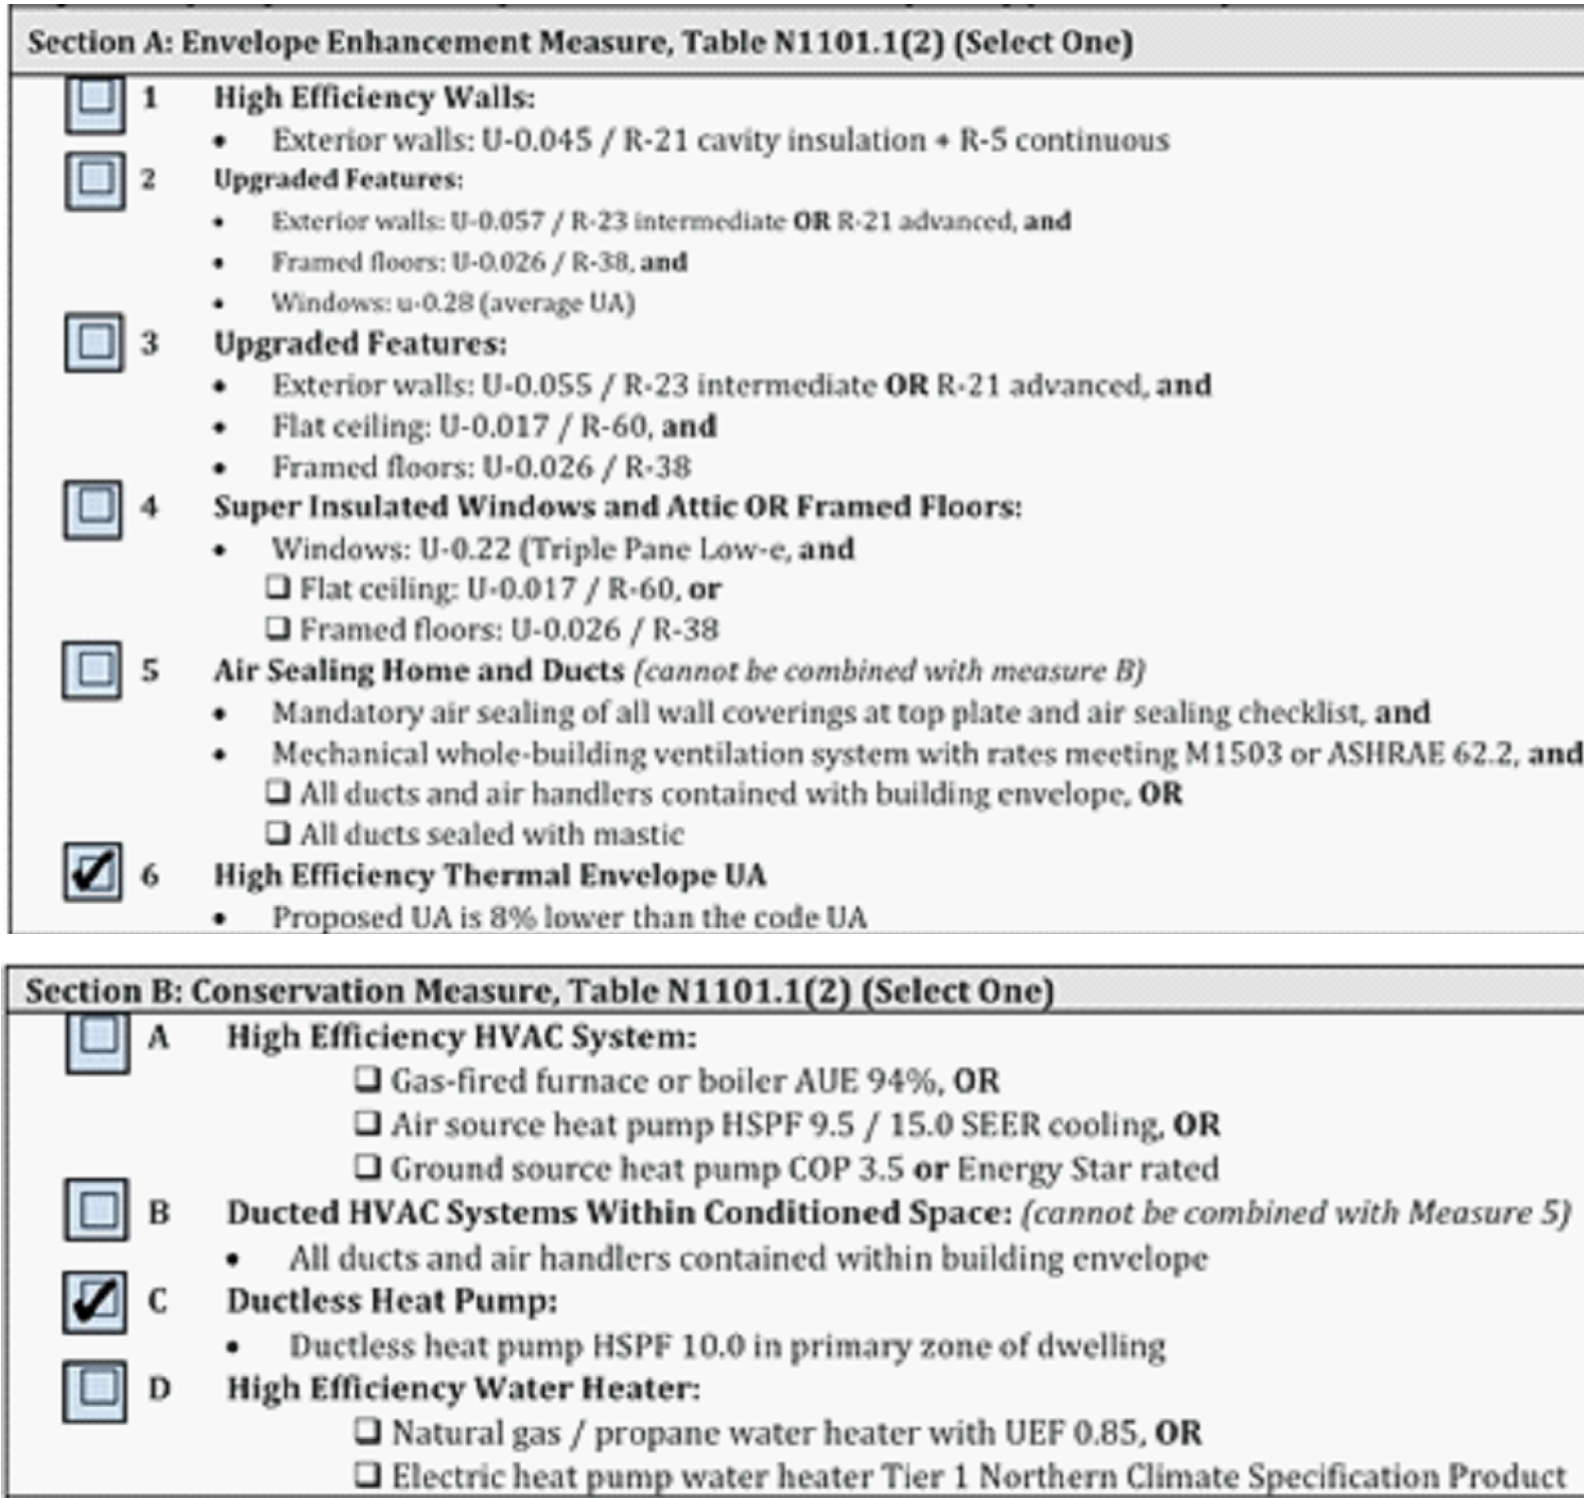 Section A: Envelope Enhancement Measure, Table N1101.1(2) (Select One)
1 High Efficiency Walls:
• Exterior walls: U-0.045 / R-21 cavity insulation + R-5 continuous
2 Upgraded Features:
• Exterior walls: U-0.057 / R-23 intermediate OR R-21 advanced, and
• Framed floors: U-0.026 / R-38, and
• Windows: u-0.28 (average UA)
3 Upgraded Features:
• Exterior walls: U-0.055 / R-23 intermediate OR R-21 advanced, and
• Flat ceiling: U-0.017 / R-60, and
• Framed floors: U-0.026 / R-38
4 Super Insulated Windows and Attic OR Framed Floors:
• Windows: U-0.22 (Triple Pane Low-e, and
❑ Flat ceiling: U-0.017 / R-60, or
❑ Framed floors: U-0.026 / R-38
5 Air Sealing Home and Ducts (cannot be combined with measure B)
• Mandatory air sealing of all wall coverings at top plate and air sealing checklist, and
• Mechanical whole-building ventilation system with rates meeting M1503 or ASHRAE 62.2, and
❑ All ducts and air handlers contained with building envelope, OR
❑ All ducts sealed with mastic
✔ 6 High Efficiency Thermal Envelope UA
• Proposed UA is 8% lower than the code UA
Section B: Conservation Measure, Table N1101.1(2) (Select One)
A High Efficiency HVAC System:
❑ Gas-fired furnace or boiler AUE 94%, OR
❑ Air source heat pump HSPF 9.5 / 15.0 SEER cooling, OR
❑ Ground source heat pump COP 3.5 or Energy Star rated
B Ducted HVAC Systems Within Conditioned Space: (cannot be combined with Measure 5)
• All ducts and air handlers contained within building envelope
✔ C Ductless Heat Pump:
• Ductless heat pump HSPF 10.0 in primary zone of dwelling
D High Efficiency Water Heater:
❑ Natural gas / propane water heater with UEF 0.85, OR
❑ Electric heat pump water heater Tier 1 Northern Climate Specification Product